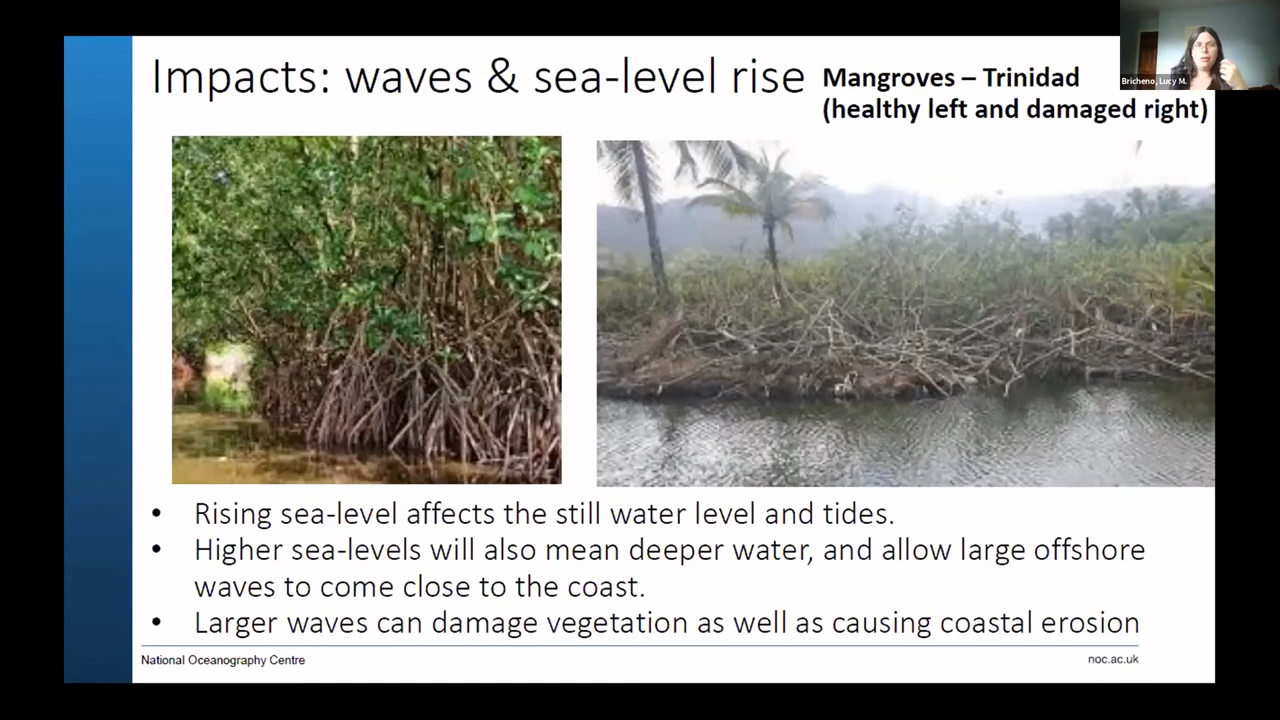 Impacts: waves & sea-level rise
Mangroves – Trinidad
(healthy left and damaged right)
Bricheno, Lucy M.
• Rising sea-level affects the still water level and tides.
• Higher sea-levels will also mean deeper water, and allow large offshore
waves to come close to the coast.
• Larger waves can damage vegetation as well as causing coastal erosion
National Oceanography Centre
noc.ac.uk